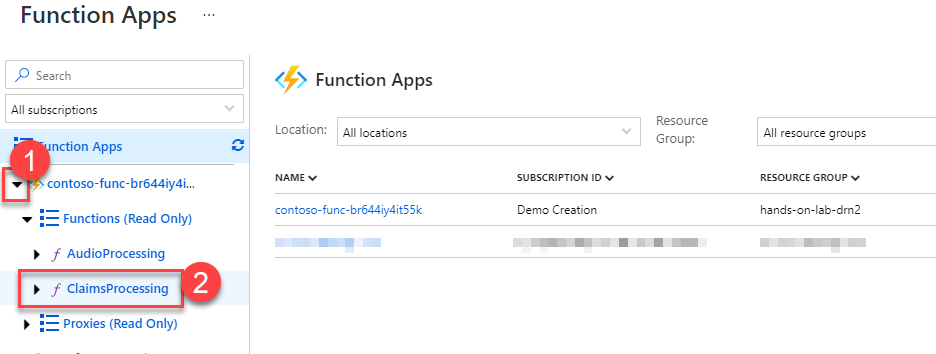 Function Apps ...
Search
All subscriptions
Function Apps
1
contoso-func-br644iy4i...
Functions (Read Only)
f AudioProcessing
f ClaimsProcessing
2
Proxies (Read Only)
Function Apps
Location:
All locations
Resource
Group:
All resource groups
NAME
SUBSCRIPTION ID
RESOURCE GROUP
contoso-func-br644iy4it55k
Demo Creation
hands-on-lab-drn2